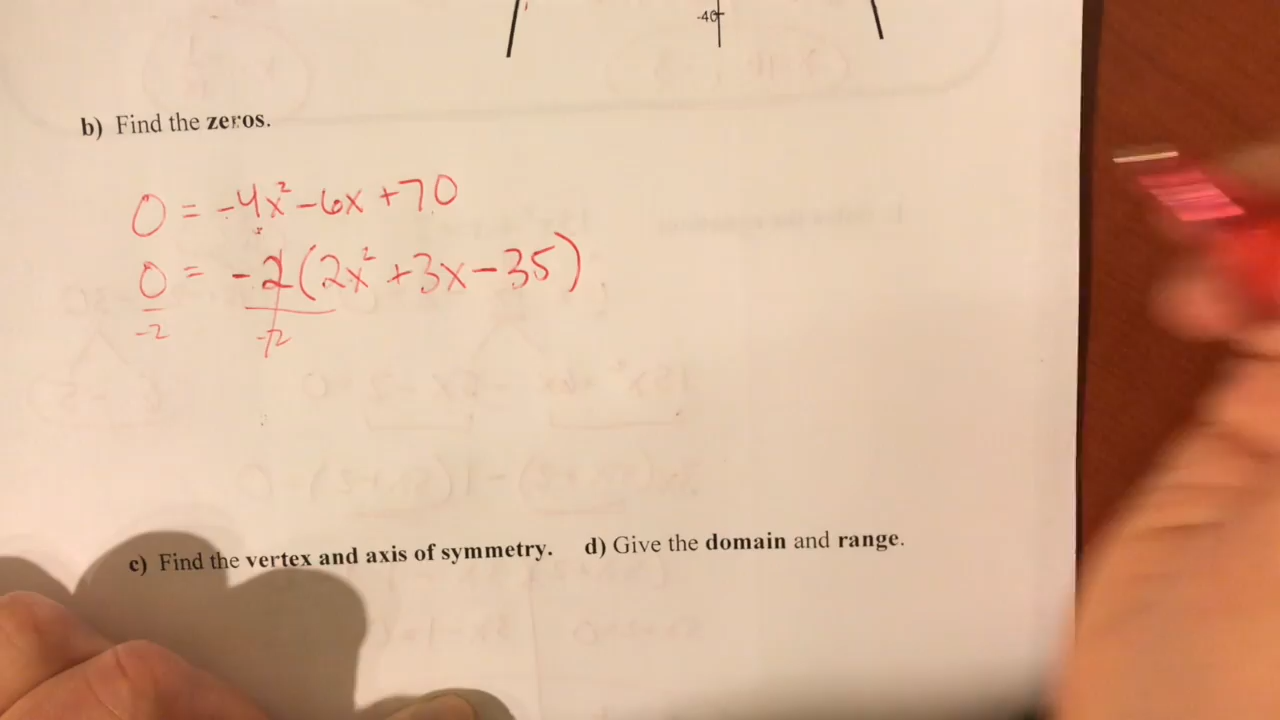 -40
b) Find the zeros.
0 = -4x² -6x +70
0 = -2(2x² +3x -35)
-2 -2
c) Find the vertex and axis of symmetry. d) Give the domain and range.